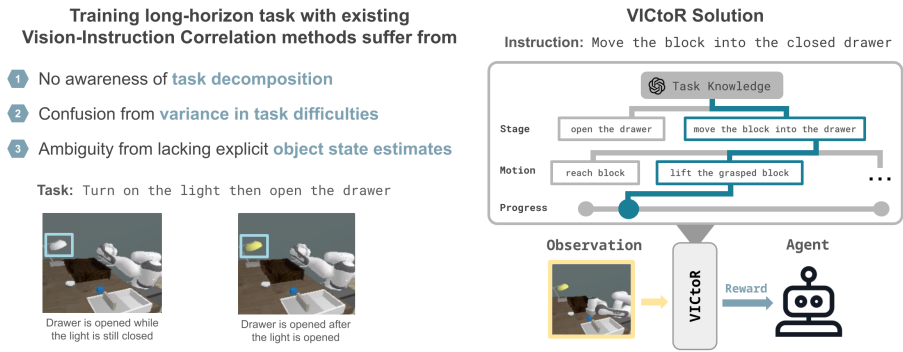 Training long-horizon task with existing
Vision-Instruction Correlation methods suffer from
1 No awareness of task decomposition
2 Confusion from variance in task difficulties
3 Ambiguity from lacking explicit object state estimates
Task: Turn on the light then open the drawer
Drawer is opened while
the light is still closed
Drawer is opened after
the light is opened
VICtoR Solution
Instruction: Move the block into the closed drawer
Task Knowledge
Stage
open the drawer
move the block into the drawer
Motion
reach block
lift the grasped block
...
Progress
Observation
VICtoR
Reward
Agent